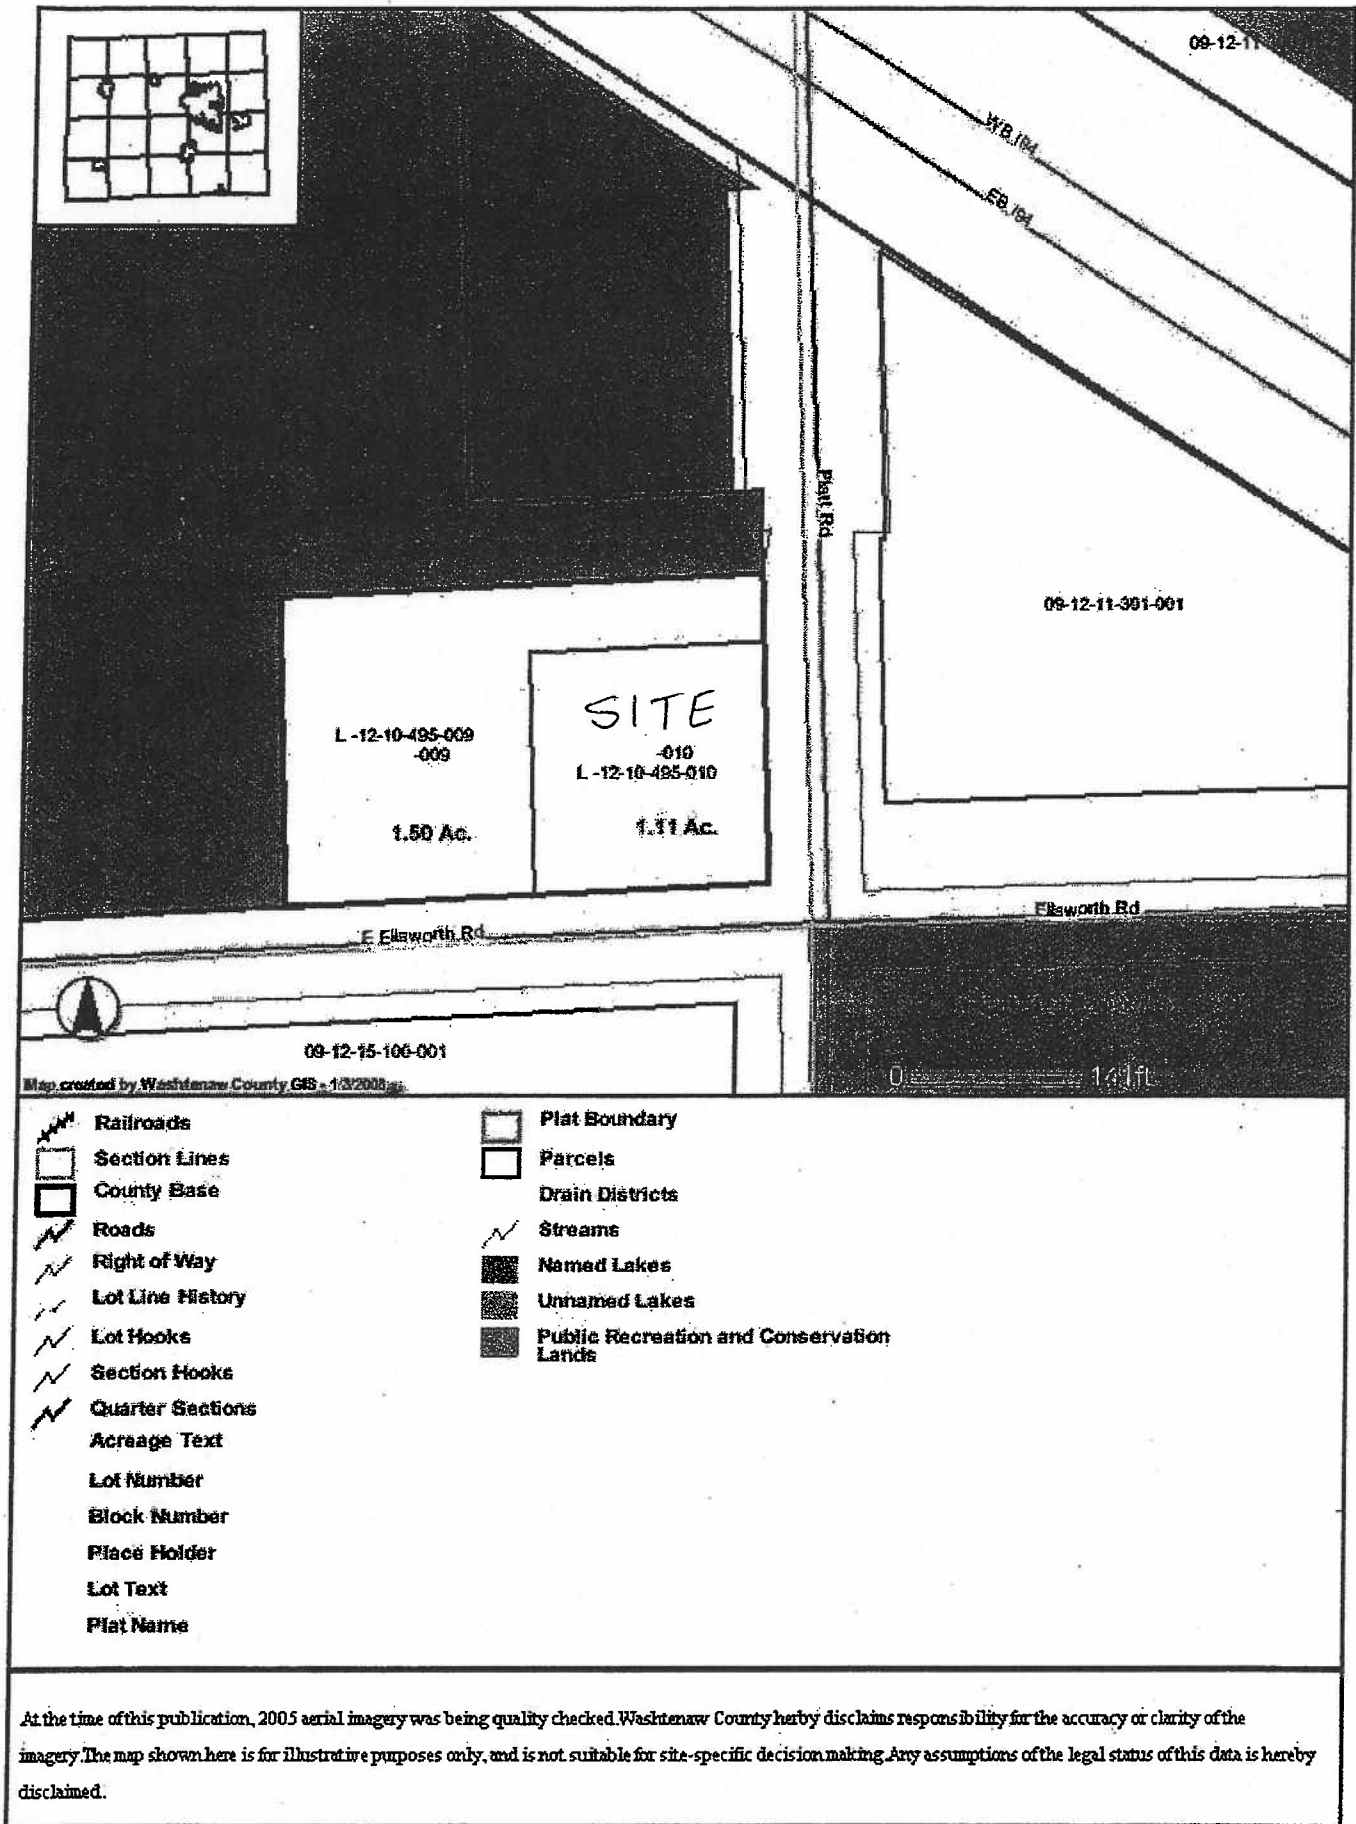 09-12-11
WB I94
EB I94
Platt Rd
09-12-11-301-001
SITE
L -12-10-495-009
-009
-010
L -12-10-495-010
1.50 Ac.
1.11 Ac.
Ellsworth Rd
E Ellsworth Rd
09-12-15-100-001
Map created by Washtenaw County GIS - 1/3/2008
0 141ft
Railroads
Section Lines
County Base
Roads
Right of Way
Lot Line History
Lot Hooks
Section Hooks
Quarter Sections
Acreage Text
Lot Number
Block Number
Place Holder
Lot Text
Plat Name
Plat Boundary
Parcels
Drain Districts
Streams
Named Lakes
Unnamed Lakes
Public Recreation and Conservation
Lands
At the time of this publication, 2005 aerial imagery was being quality checked.Washtenaw County herby disclaims responsibility for the accuracy or clarity of the
imagery.The map shown here is for illustrative purposes only, and is not suitable for site-specific decision making.Any assumptions of the legal status of this data is hereby
disclaimed.